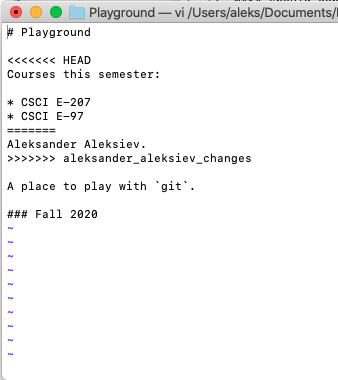 Playground — vi /Users/aleks/Documents/
# Playground
<<<<<<< HEAD
Courses this semester:
* CSCI E-207
* CSCI E-97
=======
Aleksander Aleksiev.
>>>>>>> aleksander_aleksiev_changes
A place to play with `git`.
### Fall 2020
~
~
~
~
~
~
~
~
~
~